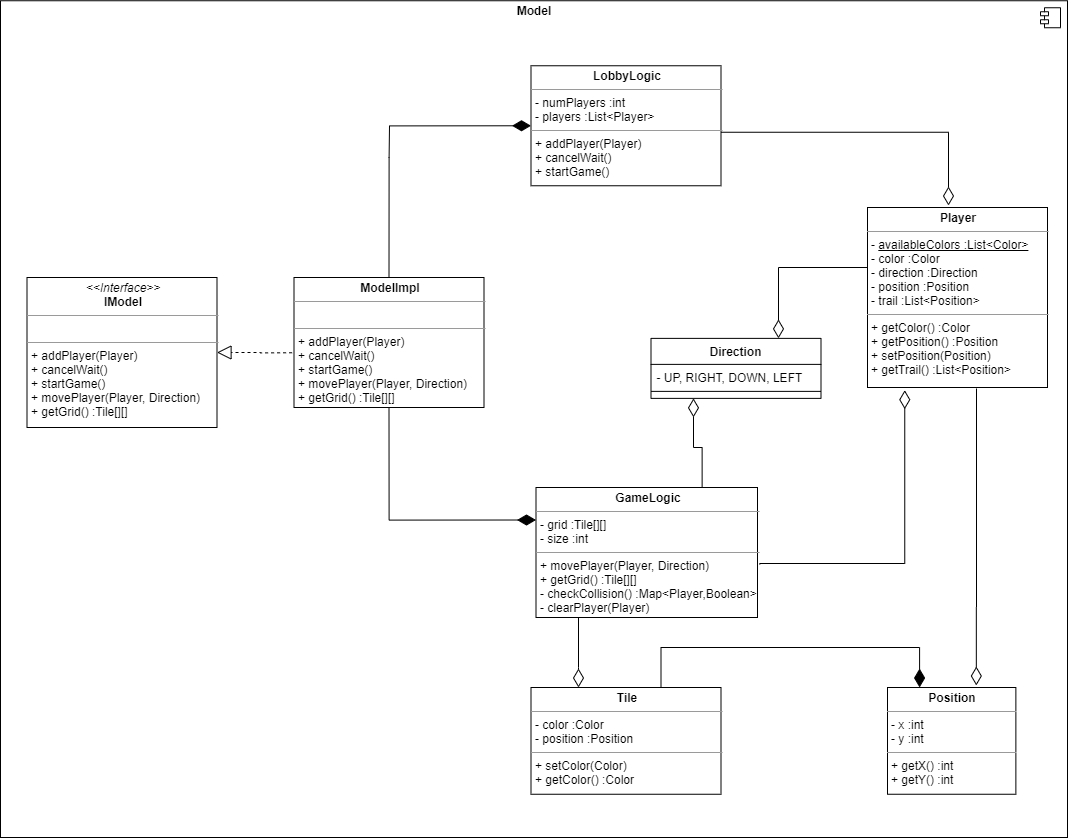 Model
LobbyLogic
- numPlayers :int
- players :List<Player>
+ addPlayer(Player)
+ cancelWait()
+ startGame()
Player
- availableColors :List<Color>
- color :Color
- direction :Direction
- position :Position
- trail :List<Position>
+ getColor() :Color
+ getPosition() :Position
+ setPosition(Position)
+ getTrail() :List<Position>
<<Interface>>
IModel
+ addPlayer(Player)
+ cancelWait()
+ startGame()
+ movePlayer(Player, Direction)
+ getGrid() :Tile[][]
ModelImpl
+ addPlayer(Player)
+ cancelWait()
+ startGame()
+ movePlayer(Player, Direction)
+ getGrid() :Tile[][]
Direction
- UP, RIGHT, DOWN, LEFT
GameLogic
- grid :Tile[][]
- size :int
+ movePlayer(Player, Direction)
+ getGrid() :Tile[][]
- checkCollision() :Map<Player,Boolean>
- clearPlayer(Player)
Tile
- color :Color
- position :Position
+ setColor(Color)
+ getColor() :Color
Position
- x :int
- y :int
+ getX() :int
+ getY() :int